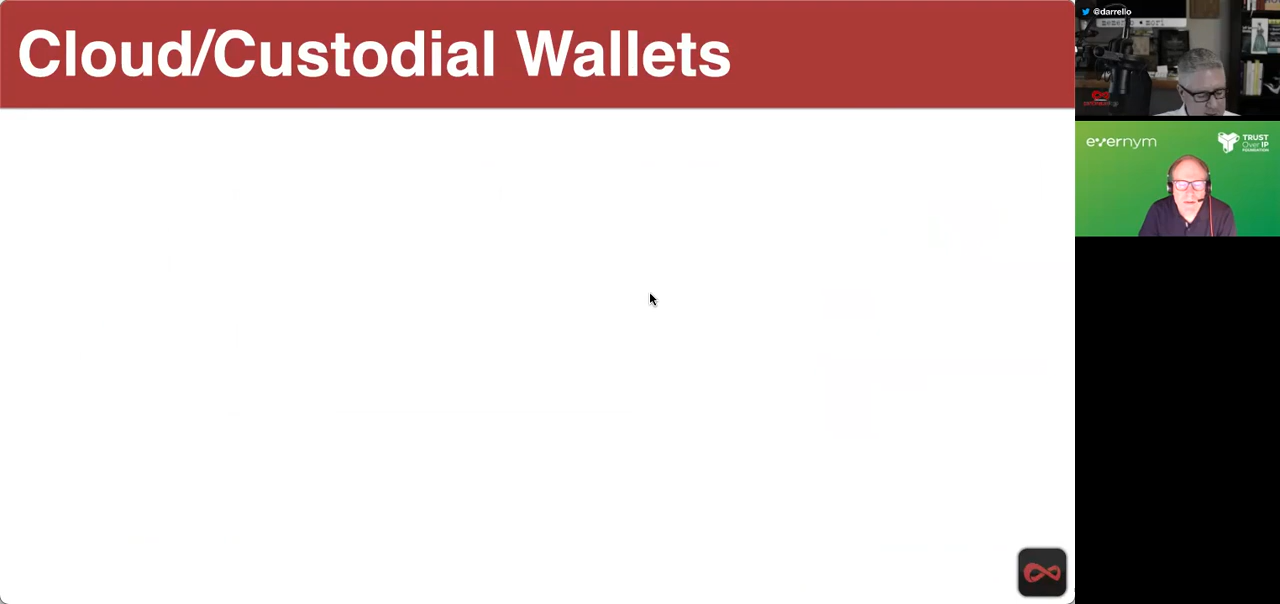 Cloud/Custodial Wallets
@darrello
evernym
TRUST
Over IP
FOUNDATION